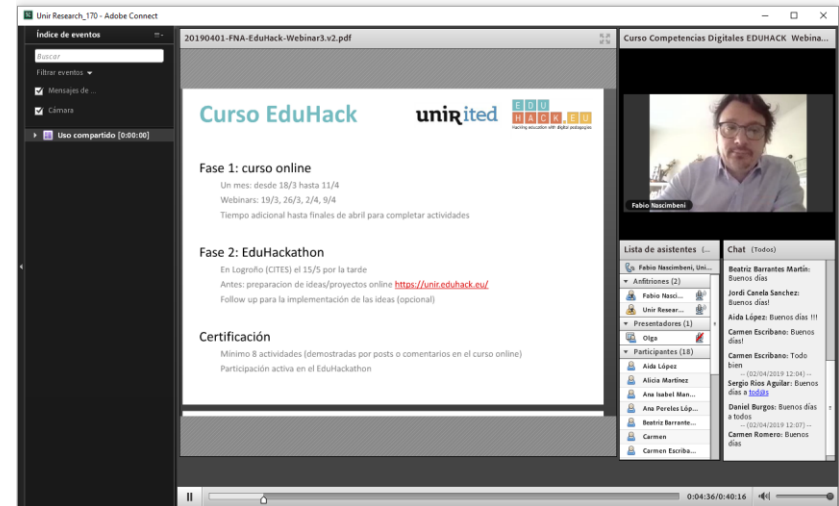 Unir Research_170 - Adobe Connect
Índice de eventos
Buscar
Filtrar eventos
Mensajes de ...
Cámara
Uso compartido [0:00:00]
20190401-FNA-EduHack-Webinar3.v2.pdf
Curso EduHack
unirited
EDU
HACK.EU
Hacking education with digital pedagogies
Fase 1: curso online
Un mes: desde 18/3 hasta 11/4
Webinars: 19/3, 26/3, 2/4, 9/4
Tiempo adicional hasta finales de abril para completar actividades
Fase 2: EduHackathon
En Logroño (CITES) el 15/5 por la tarde
Antes: preparacion de ideas/proyectos online https://unir.eduhack.eu/
Follow up para la implementación de las ideas (opcional)
Certificación
Mínimo 8 actividades (demostradas por posts o comentarios en el curso online)
Participación activa en el EduHackathon
Curso Competencias Digitales EDUHACK Webina...
Fabio Nascimbeni
Lista de asistentes (...
Fabio Nascimbeni, Uni...
Anfitriones (2)
Fabio Nasci...
Unir Resear...
Presentadores (1)
Olga
Participantes (18)
Aida López
Alicia Martínez
Ana Isabel Man...
Ana Pereles Lóp...
Beatriz Barrante...
Carmen
Carmen Escriba...
Chat (Todos)
Beatriz Barrantes Martín:
Buenos días
Jordi Canela Sanchez:
Buenos días!
Aida López: Buenos días !!!
Carmen Escribano: Buenos
días!
Carmen Escribano: Todo
bien
-- (02/04/2019 12:04) --
Sergio Ríos Aguilar: Buenos
días a tod@s
Daniel Burgos: Buenos días
a todos
-- (02/04/2019 12:07) --
Carmen Romero: Buenos
días
0:04:36/0:40:16